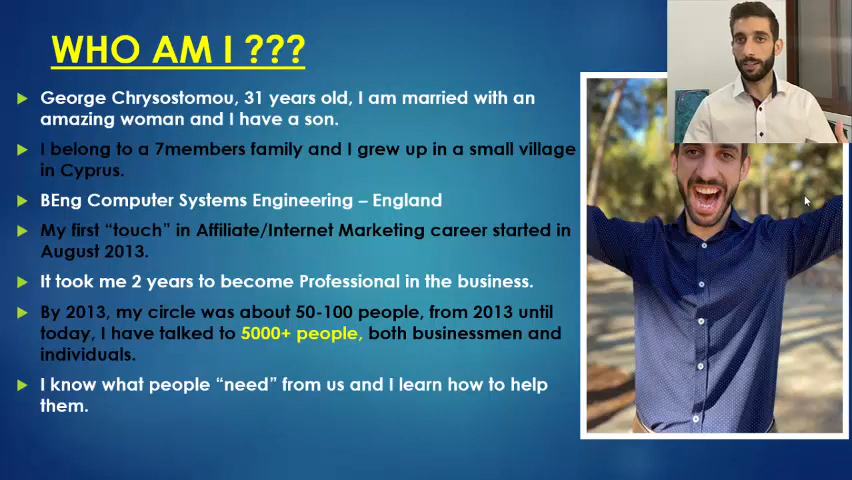 WHO AM I ???
George Chrysostomou, 31 years old, I am married with an
amazing woman and I have a son.
I belong to a 7members family and I grew up in a small village
in Cyprus.
BEng Computer Systems Engineering – England
My first “touch” in Affiliate/Internet Marketing career started in
August 2013.
It took me 2 years to become Professional in the business.
By 2013, my circle was about 50-100 people, from 2013 until
today, I have talked to 5000+ people, both businessmen and
individuals.
I know what people “need” from us and I learn how to help
them.